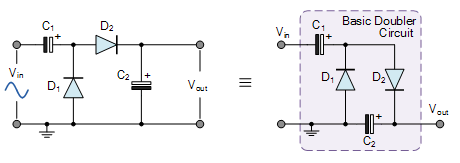 C1
+
D2
Vin
D1
C2
+
Vout
≡
Basic Doubler
Circuit
Vin
C1
+
D1
D2
Vout
+
C2